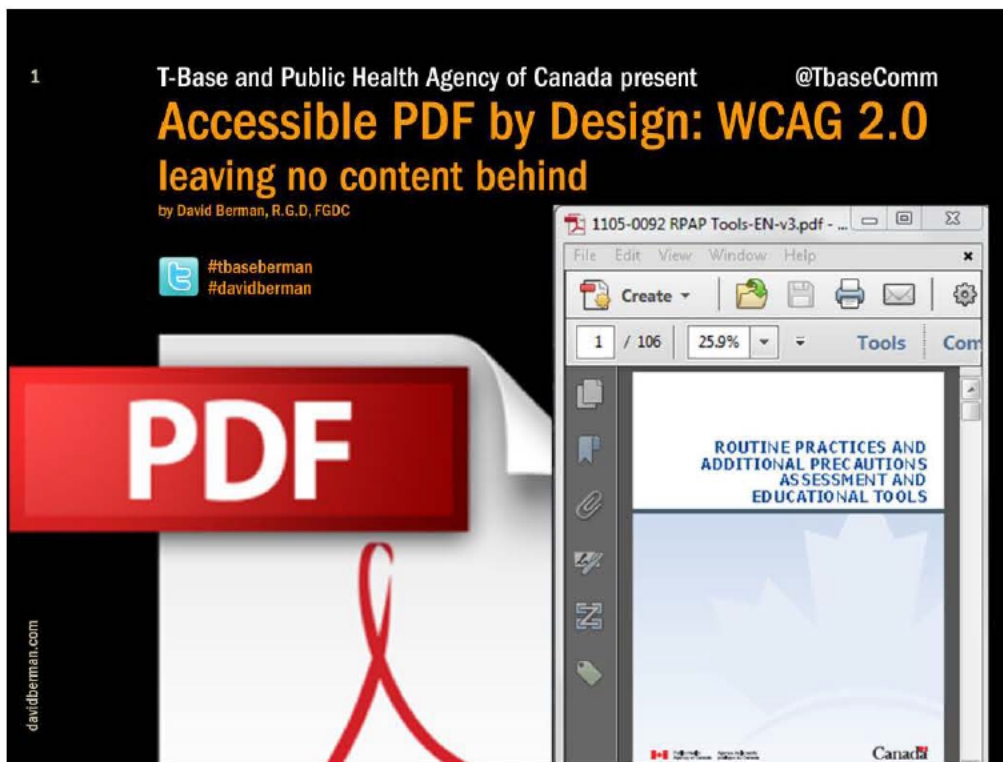 1
T-Base and Public Health Agency of Canada present
@TbaseComm
Accessible PDF by Design: WCAG 2.0
leaving no content behind
by David Berman, R.G.D, FGDC
#tbaseberman
#davidberman
PDF
davidberman.com
1105-0092 RPAP Tools-EN-v3.pdf - ...
File Edit View Window Help
Create
1 / 106 25.9% Tools Com
ROUTINE PRACTICES AND
ADDITIONAL PRECAUTIONS
ASSESSMENT AND
EDUCATIONAL TOOLS
Canada